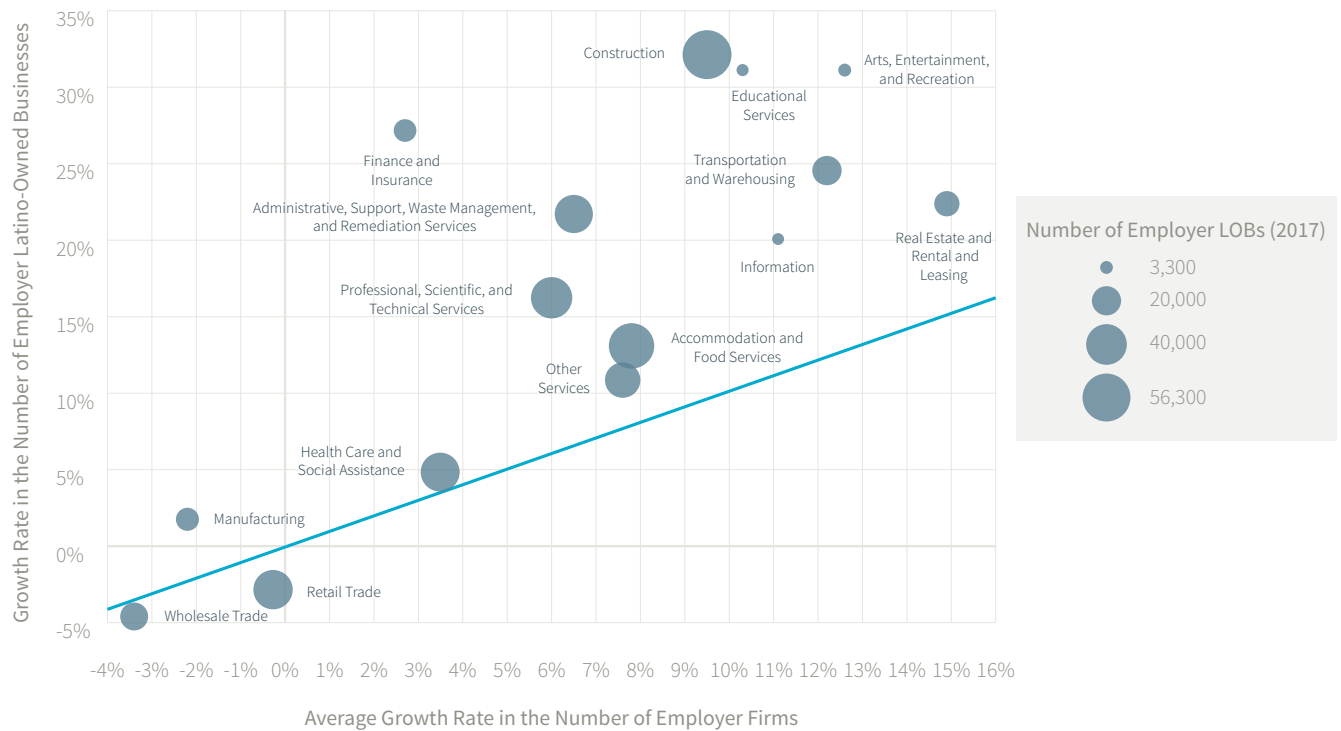 Growth Rate in the Number of Employer Latino-Owned Businesses
35%
30%
25%
20%
15%
10%
5%
0%
-5%
Construction
Educational
Services
Arts, Entertainment,
and Recreation
Finance and
Insurance
Transportation
and Warehousing
Administrative, Support, Waste Management,
and Remediation Services
Real Estate and
Rental and
Leasing
Information
Professional, Scientific, and
Technical Services
Accommodation and
Food Services
Other
Services
Health Care and
Social Assistance
Manufacturing
Retail Trade
Wholesale Trade
-4% -3% -2% -1% 0% 1% 2% 3% 4% 5% 6% 7% 8% 9% 10% 11% 12% 13% 14% 15% 16%
Average Growth Rate in the Number of Employer Firms
Number of Employer LOBs (2017)
3,300
20,000
40,000
56,300